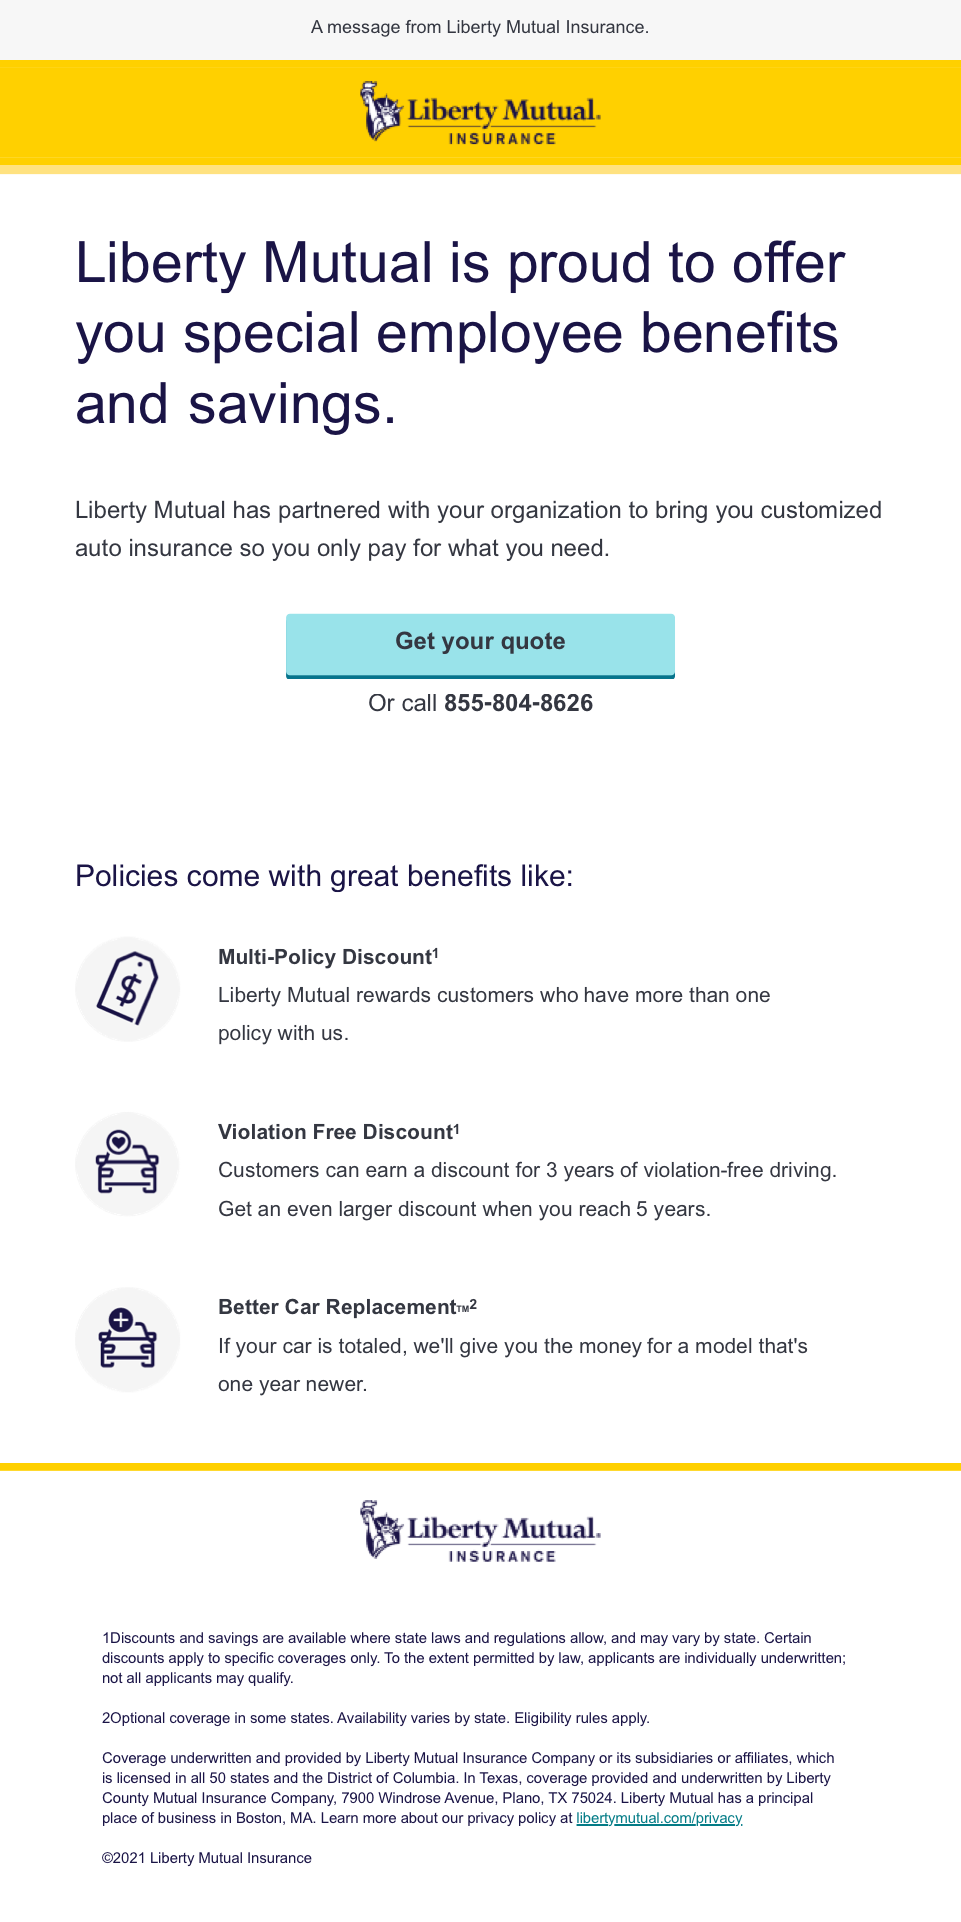 A message from Liberty Mutual Insurance.
Liberty Mutual.
INSURANCE
Liberty Mutual is proud to offer
you special employee benefits
and savings.
Liberty Mutual has partnered with your organization to bring you customized
auto insurance so you only pay for what you need.
Get your quote
Or call 855-804-8626
Policies come with great benefits like:
$
Multi-Policy Discount¹
Liberty Mutual rewards customers who have more than one
policy with us.
Violation Free Discount¹
Customers can earn a discount for 3 years of violation-free driving.
Get an even larger discount when you reach 5 years.
Better Car Replacement™²
If your car is totaled, we'll give you the money for a model that's
one year newer.
Liberty Mutual.
INSURANCE
1Discounts and savings are available where state laws and regulations allow, and may vary by state. Certain
discounts apply to specific coverages only. To the extent permitted by law, applicants are individually underwritten;
not all applicants may qualify.
2Optional coverage in some states. Availability varies by state. Eligibility rules apply.
Coverage underwritten and provided by Liberty Mutual Insurance Company or its subsidiaries or affiliates, which
is licensed in all 50 states and the District of Columbia. In Texas, coverage provided and underwritten by Liberty
County Mutual Insurance Company, 7900 Windrose Avenue, Plano, TX 75024. Liberty Mutual has a principal
place of business in Boston, MA. Learn more about our privacy policy at libertymutual.com/privacy
©2021 Liberty Mutual Insurance